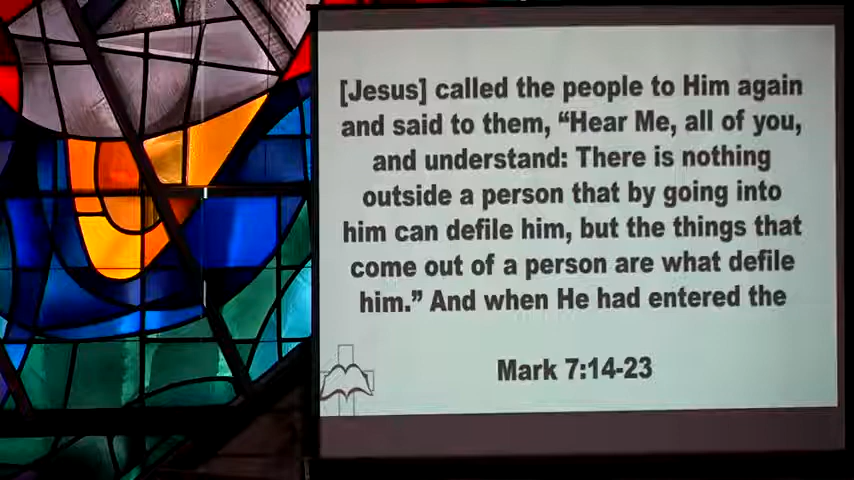 [Jesus] called the people to Him again
and said to them, “Hear Me, all of you,
and understand: There is nothing
outside a person that by going into
him can defile him, but the things that
come out of a person are what defile
him.” And when He had entered the
Mark 7:14-23